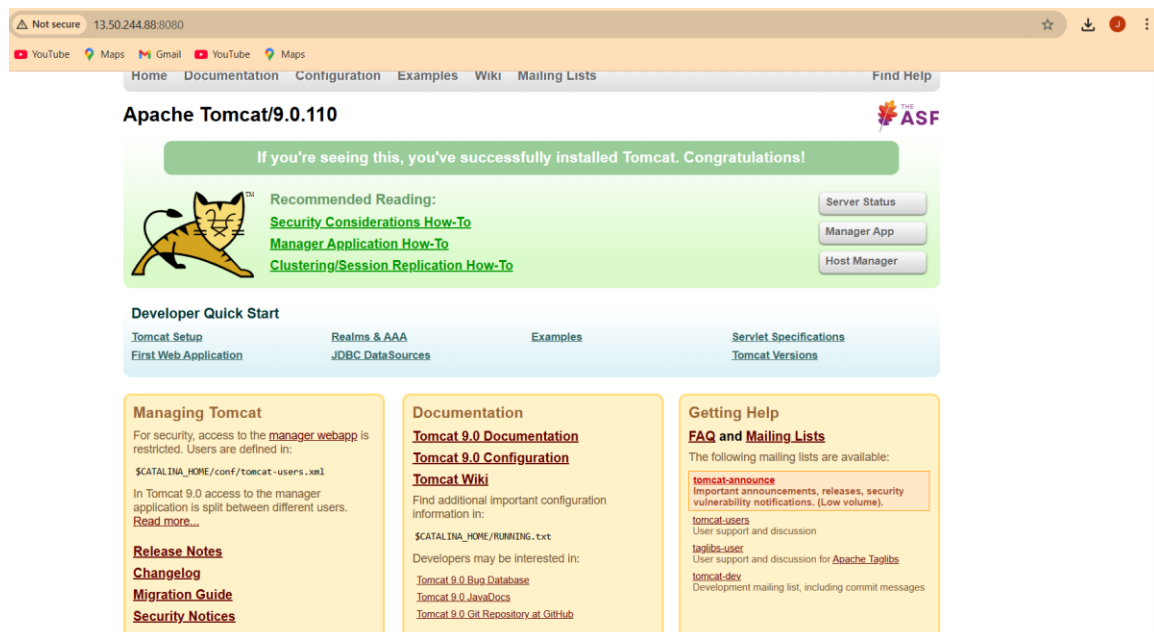 Not secure 13.50.244.88:8080
J
YouTube Maps Gmail YouTube Maps
Home Documentation Configuration Examples Wiki Mailing Lists Find Help
Apache Tomcat/9.0.110
THE
ASF
If you're seeing this, you've successfully installed Tomcat. Congratulations!
TM
Recommended Reading:
Security Considerations How-To
Manager Application How-To
Clustering/Session Replication How-To
Server Status
Manager App
Host Manager
Developer Quick Start
Tomcat Setup
First Web Application
Realms & AAA
JDBC DataSources
Examples
Servlet Specifications
Tomcat Versions
Managing Tomcat
For security, access to the manager webapp is
restricted. Users are defined in:
$CATALINA_HOME/conf/tomcat-users.xml
In Tomcat 9.0 access to the manager
application is split between different users.
Read more...
Release Notes
Changelog
Migration Guide
Security Notices
Documentation
Tomcat 9.0 Documentation
Tomcat 9.0 Configuration
Tomcat Wiki
Find additional important configuration
information in:
$CATALINA_HOME/RUNNING.txt
Developers may be interested in:
Tomcat 9.0 Bug Database
Tomcat 9.0 JavaDocs
Tomcat 9.0 Git Repository at GitHub
Getting Help
FAQ and Mailing Lists
The following mailing lists are available:
tomcat-announce
Important announcements, releases, security
vulnerability notifications. (Low volume).
tomcat-users
User support and discussion
taglibs-user
User support and discussion for Apache Taglibs
tomcat-dev
Development mailing list, including commit messages